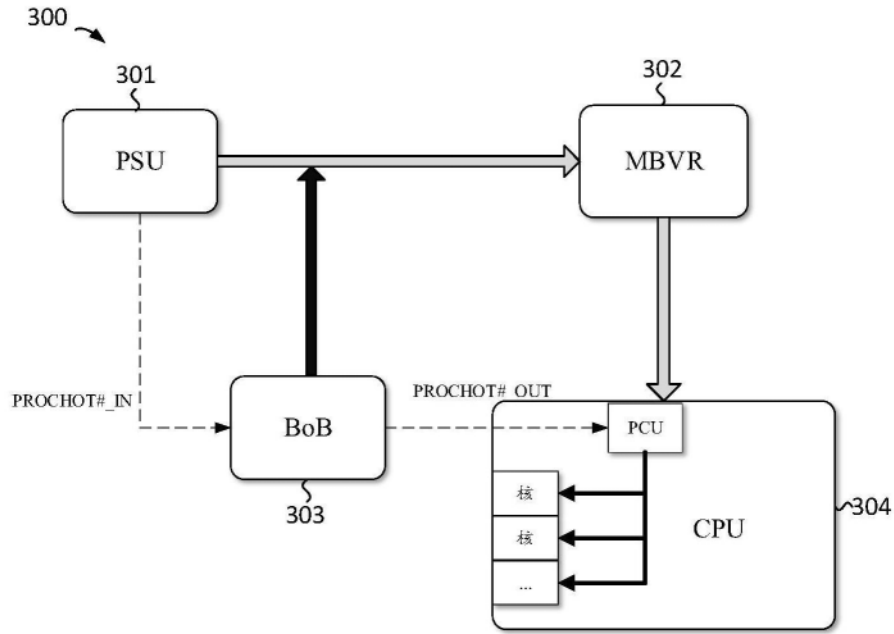 300
301
302
PSU
MBVR
PROCHOT#_IN
PROCHOT#_OUT
BoB
PCU
303
核
核
...
CPU
304